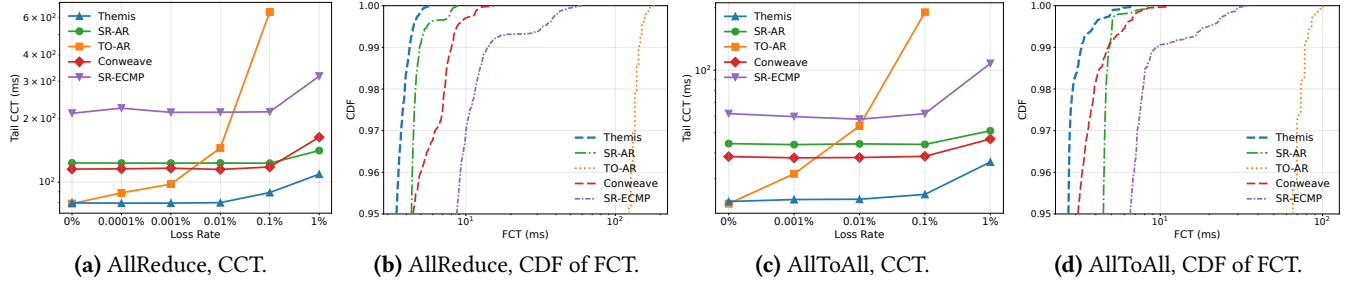 6 × 10²
4 × 10²
3 × 10²
2 × 10²
10²
Tail CCT (ms)
Themis
SR-AR
TO-AR
Conweave
SR-ECMP
0% 0.0001% 0.001% 0.01% 0.1% 1%
Loss Rate
(a) AllReduce, CCT.
1.00
0.99
0.98
0.97
0.96
0.95
CDF
Themis
SR-AR
TO-AR
Conweave
SR-ECMP
10¹ 10²
FCT (ms)
(b) AllReduce, CDF of FCT.
10²
Tail CCT (ms)
Themis
SR-AR
TO-AR
Conweave
SR-ECMP
0% 0.0001% 0.001% 0.01% 0.1% 1%
Loss Rate
(c) AllToAll, CCT.
1.00
0.99
0.98
0.97
0.96
0.95
CDF
Themis
SR-AR
TO-AR
Conweave
SR-ECMP
10¹ 10²
FCT (ms)
(d) AllToAll, CDF of FCT.